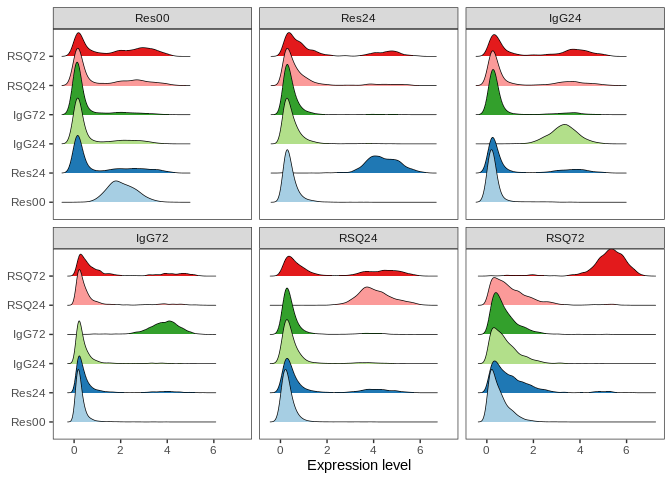 Res00 Res24 IgG24
RSQ72
RSQ24
IgG72
IgG24
Res24
Res00
IgG72 RSQ24 RSQ72
RSQ72
RSQ24
IgG72
IgG24
Res24
Res00
0 2 4 6 0 2 4 6 0 2 4 6
Expression level